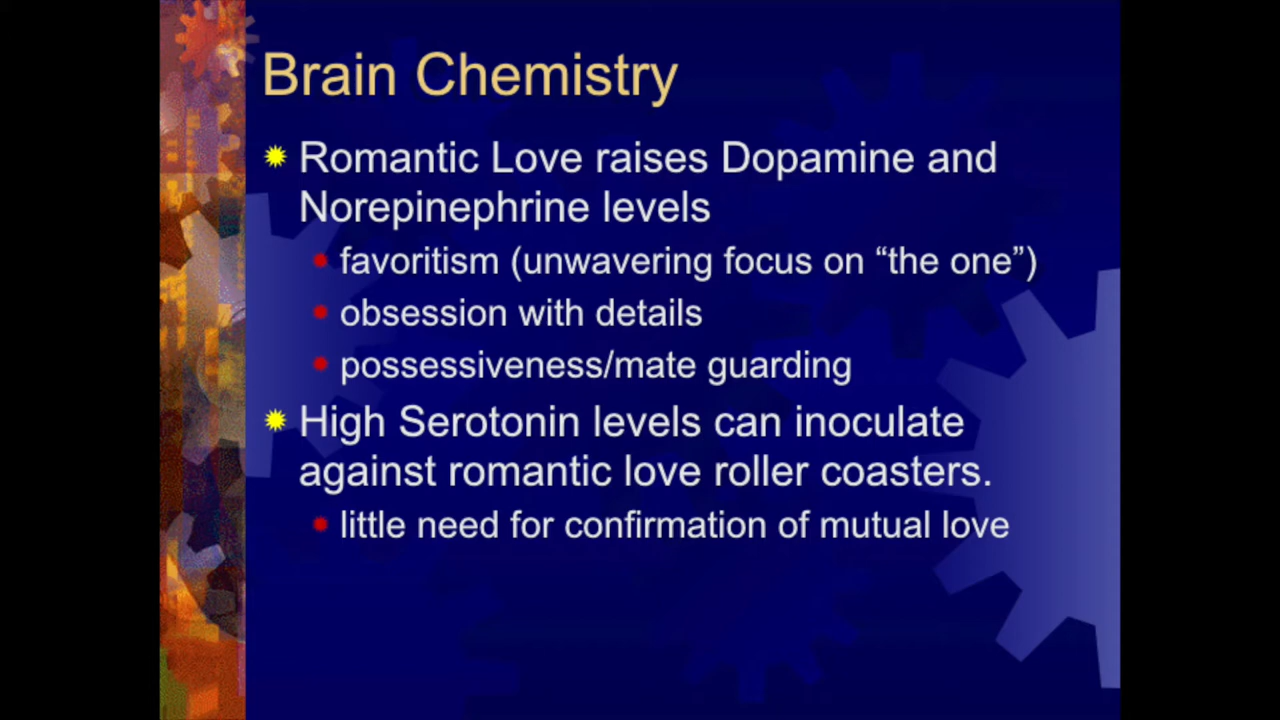 Brain Chemistry
Romantic Love raises Dopamine and
Norepinephrine levels
favoritism (unwavering focus on “the one”)
obsession with details
possessiveness/mate guarding
High Serotonin levels can inoculate
against romantic love roller coasters.
little need for confirmation of mutual love